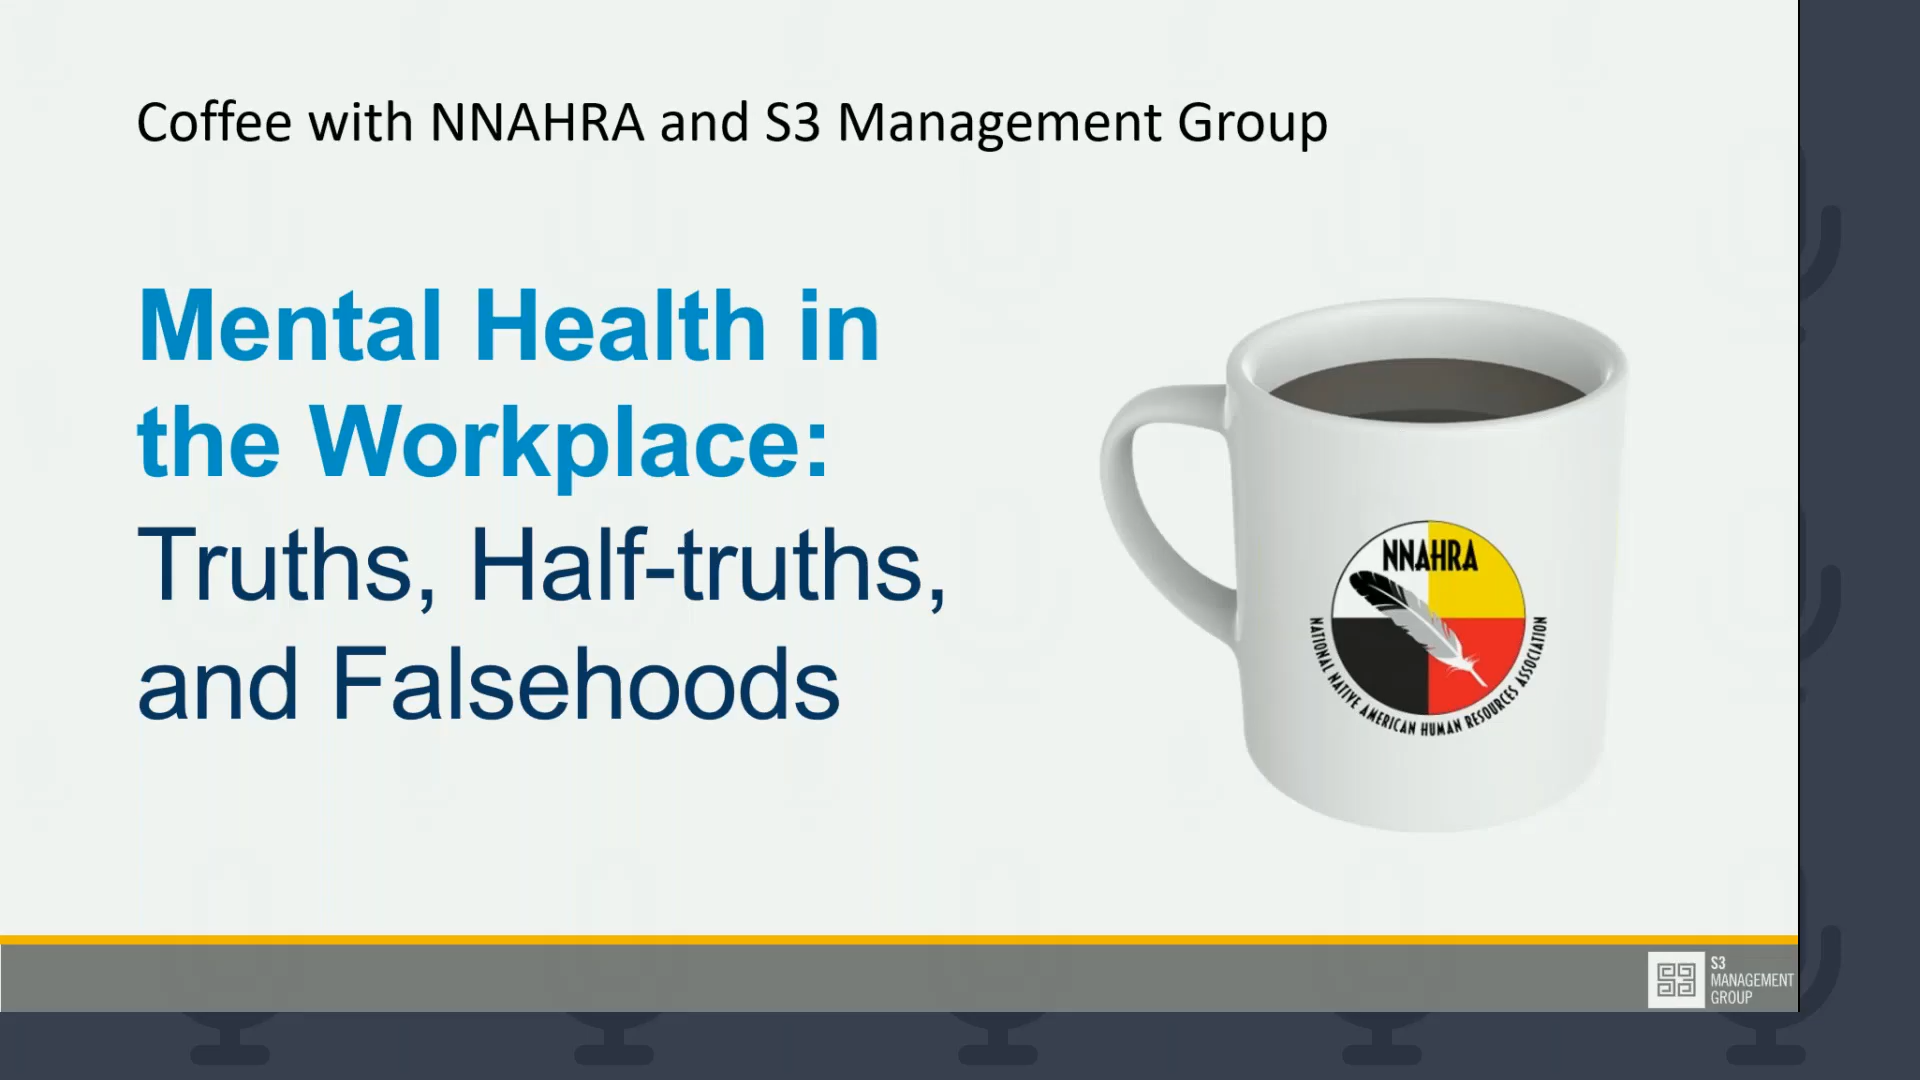 Coffee with NNAHRA and S3 Management Group
Mental Health in
the Workplace:
Truths, Half-truths,
and Falsehoods
NNAHRA
NATIONAL NATIVE AMERICAN HUMAN RESOURCES ASSOCIATION
S3
MANAGEMENT
GROUP